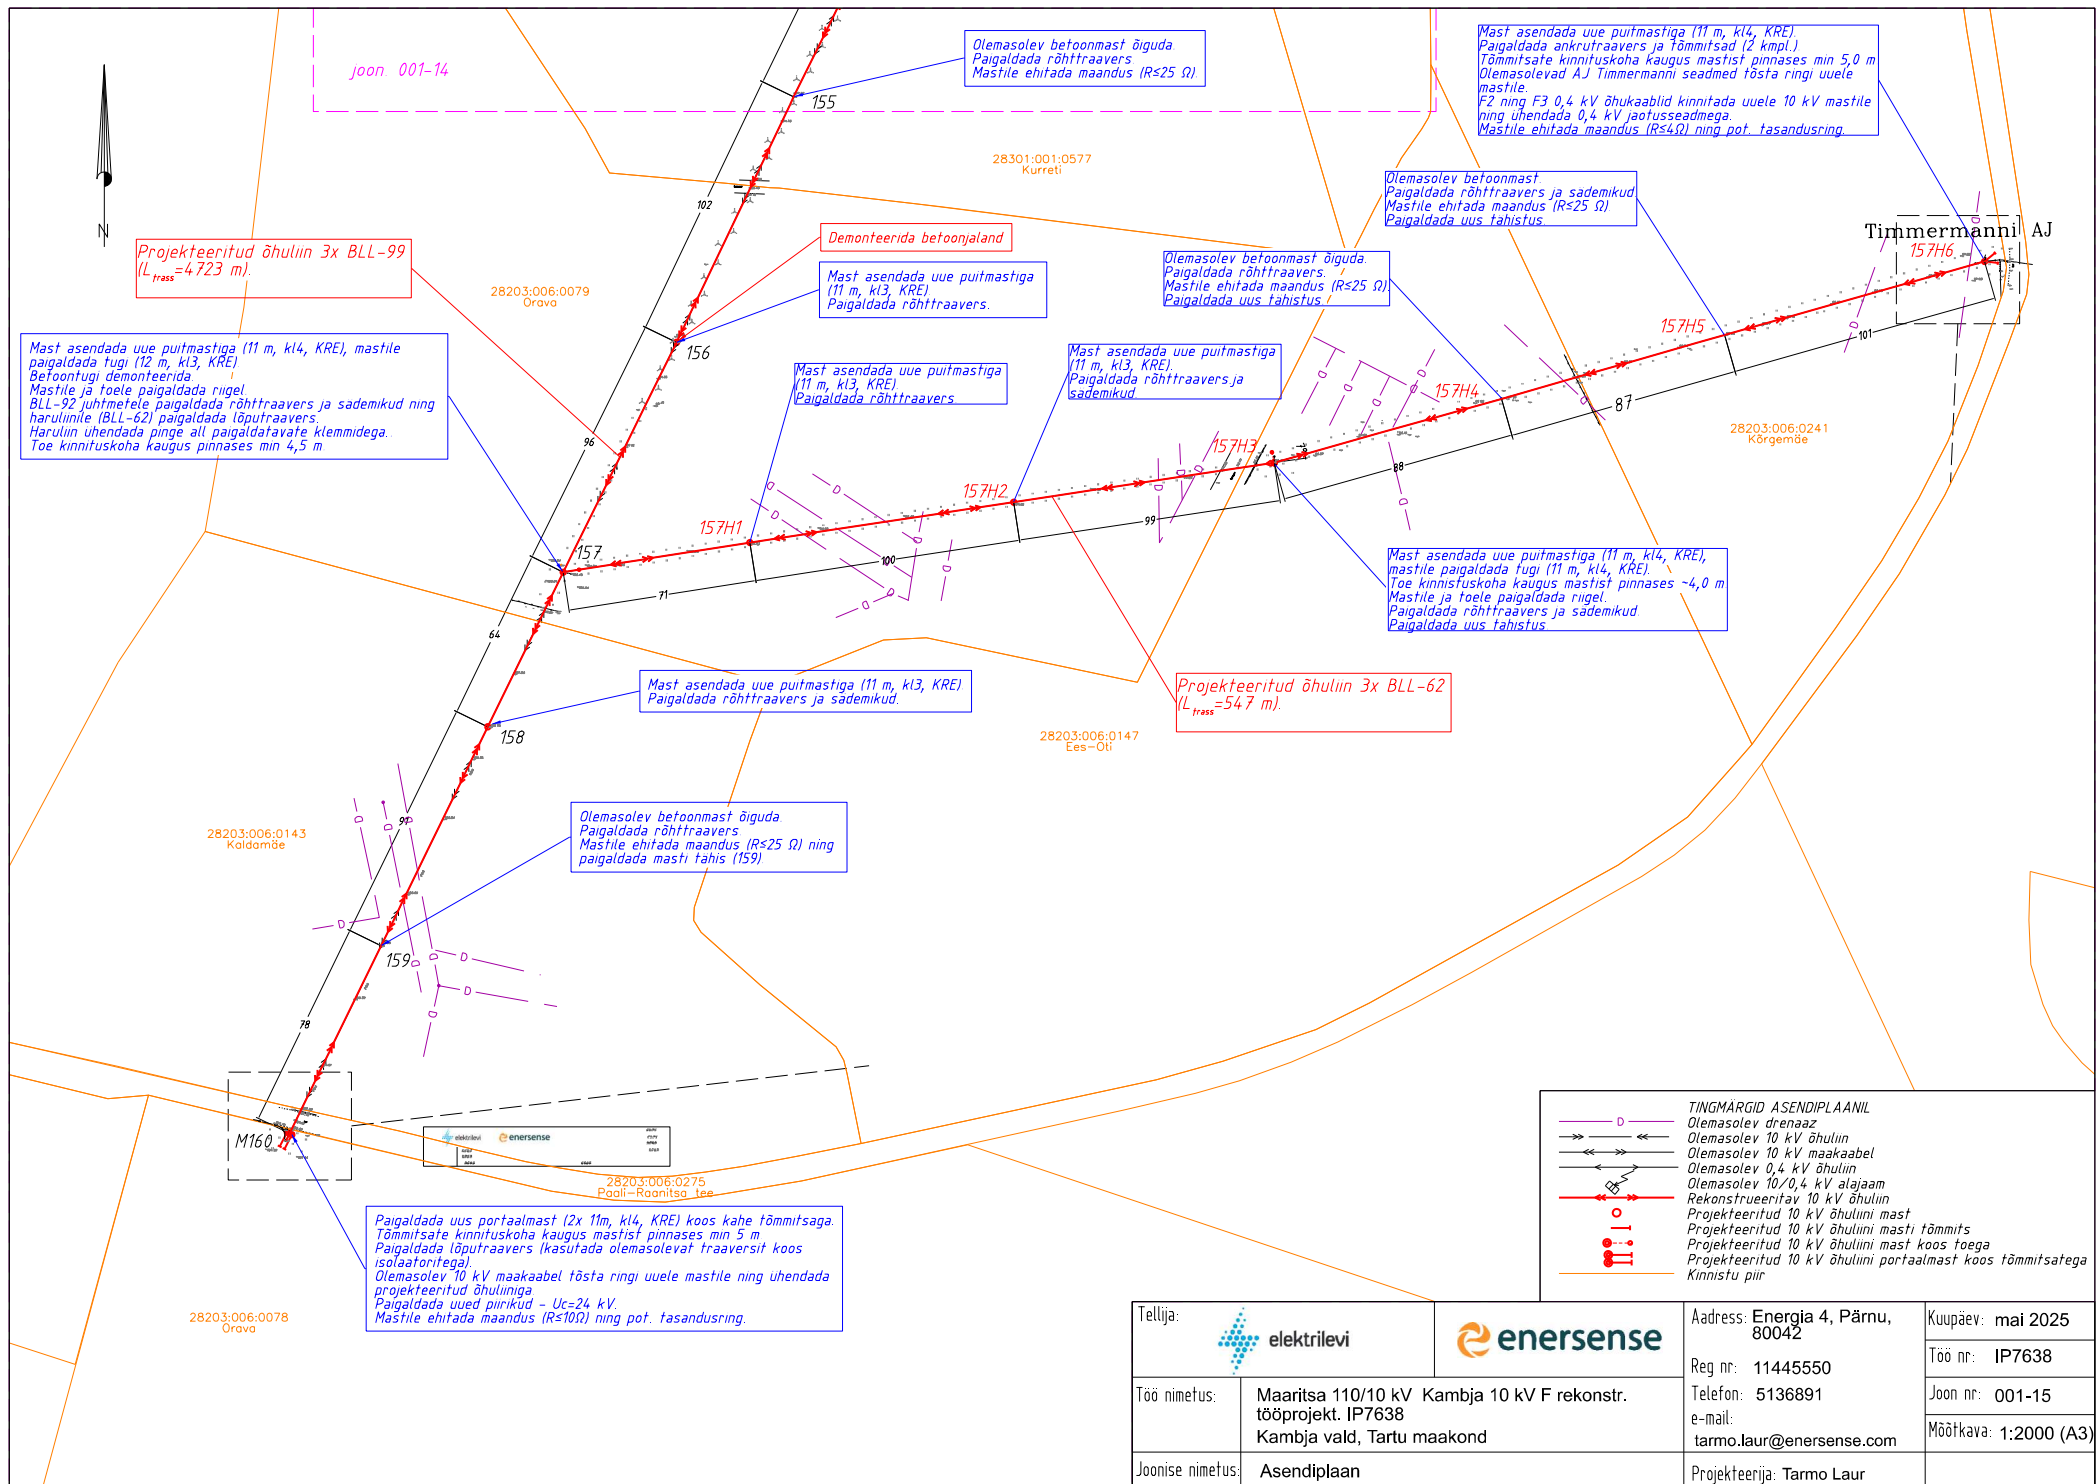 joon. 001-14
155
Olemasolev betoonmast õiguda.
Paigaldada rõhttraavers.
Mastile ehitada maandus (R≤25 Ω).
Mast asendada uue puitmastiga (11 m, kl4, KRE).
Paigaldada ankrutraavers ja tõmmitsad (2 kmpl.)
Tõmmitsate kinnituskoha kaugus mastist pinnases min 5,0 m
Olemasolevad AJ Timmermanni seadmed tõsta ringi uuele
mastile.
F2 ning F3 0,4 kV õhukaablid kinnitada uuele 10 kV mastile
ning ühendada 0,4 kV jaotusseadmega.
Mastile ehitada maandus (R≤4Ω) ning pot. tasandusring.
28301:001:0577
Kurreti
102
N
Olemasolev betoonmast.
Paigaldada rõhttraavers ja sädemikud.
Mastile ehitada maandus (R≤25 Ω).
Paigaldada uus tähistus.
Timmermanni AJ
157H6
Projekteeritud õhuliin 3x BLL-99
(Ltrass=4723 m).
Demonteerida betoonjaland
28203:006:0079
Orava
Mast asendada uue puitmastiga
(11 m, kl3, KRE).
Paigaldada rõhttraavers.
Olemasolev betoonmast õiguda.
Paigaldada rõhttraavers.
Mastile ehitada maandus (R≤25 Ω).
Paigaldada uus tähistus.
157H5
101
156
Mast asendada uue puitmastiga (11 m, kl4, KRE), mastile
paigaldada tugi (12 m, kl3, KRE).
Betoontugi demonteerida.
Mastile ja toele paigaldada riigel.
BLL-92 juhtmetele paigaldada rõhttraavers ja sädemikud ning
haruliinile (BLL-62) paigaldada lõputraavers.
Haruliin ühendada pinge all paigaldatavate klemmidega.
Toe kinnituskoha kaugus pinnases min 4,5 m
Mast asendada uue puitmastiga
(11 m, kl3, KRE).
Paigaldada rõhttraavers.
Mast asendada uue puitmastiga
(11 m, kl3, KRE).
Paigaldada rõhttraavers ja
sädemikud.
157H4
87
28203:006:0241
Kõrgemäe
96
157H3
88
157H2
99
157H1
100
157
71
64
Mast asendada uue puitmastiga (11 m, kl4, KRE),
mastile paigaldada tugi (11 m, kl4, KRE).
Toe kinnistuskoha kaugus mastist pinnases ~4,0 m
Mastile ja toele paigaldada riigel.
Paigaldada rõhttraavers ja sädemikud.
Paigaldada uus tähistus
Mast asendada uue puitmastiga (11 m, kl3, KRE)
Paigaldada rõhttraavers ja sädemikud.
Projekteeritud õhuliin 3x BLL-62
(Ltrass=547 m).
158
28203:006:0147
Ees-Oti
28203:006:0143
Kaldamäe
91
Olemasolev betoonmast õiguda.
Paigaldada rõhttraavers.
Mastile ehitada maandus (R≤25 Ω) ning
paigaldada masti tähis (159).
159
78
M160
elektrilevi
enersense
28203:006:0275
Paali-Raanitsa tee
Paigaldada uus portaalmast (2x 11m, kl4, KRE) koos kahe tõmmitsaga.
Tõmmitsate kinnituskoha kaugus mastist pinnases min 5 m
Paigaldada lõputraavers (kasutada olemasolevat traaversit koos
isolaatoritega).
Olemasolev 10 kV maakaabel tõsta ringi uuele mastile ning ühendada
projekteeritud õhuliiniga.
Paigaldada uued piirikud - Uc=24 kV.
Mastile ehitada maandus (R≤10Ω) ning pot. tasandusring.
28203:006:0078
Orava
TINGMÄRGID ASENDIPLAANIL
D Olemasolev drenaaz
Olemasolev 10 kV õhuliin
Olemasolev 10 kV maakaabel
Olemasolev 0,4 kV õhuliin
Olemasolev 10/0,4 kV alajaam
Rekonstrueeritav 10 kV õhuliin
Projekteeritud 10 kV õhuliini mast
Projekteeritud 10 kV õhuliini masti tõmmits
Projekteeritud 10 kV õhuliini mast koos toega
Projekteeritud 10 kV õhuliini portaalmast koos tõmmitsatega
Kinnistu piir
Tellija:
elektrilevi
enersense
Aadress: Energia 4, Pärnu,
80042
Reg nr: 11445550
Telefon: 5136891
e-mail:
tarmo.laur@enersense.com
Projekteerija: Tarmo Laur
Kuupäev: mai 2025
Töö nr: IP7638
Joon nr: 001-15
Mõõtkava: 1:2000 (A3)
Töö nimetus:
Maaritsa 110/10 kV Kambja 10 kV F rekonstr.
tööprojekt. IP7638
Kambja vald, Tartu maakond
Joonise nimetus: Asendiplaan